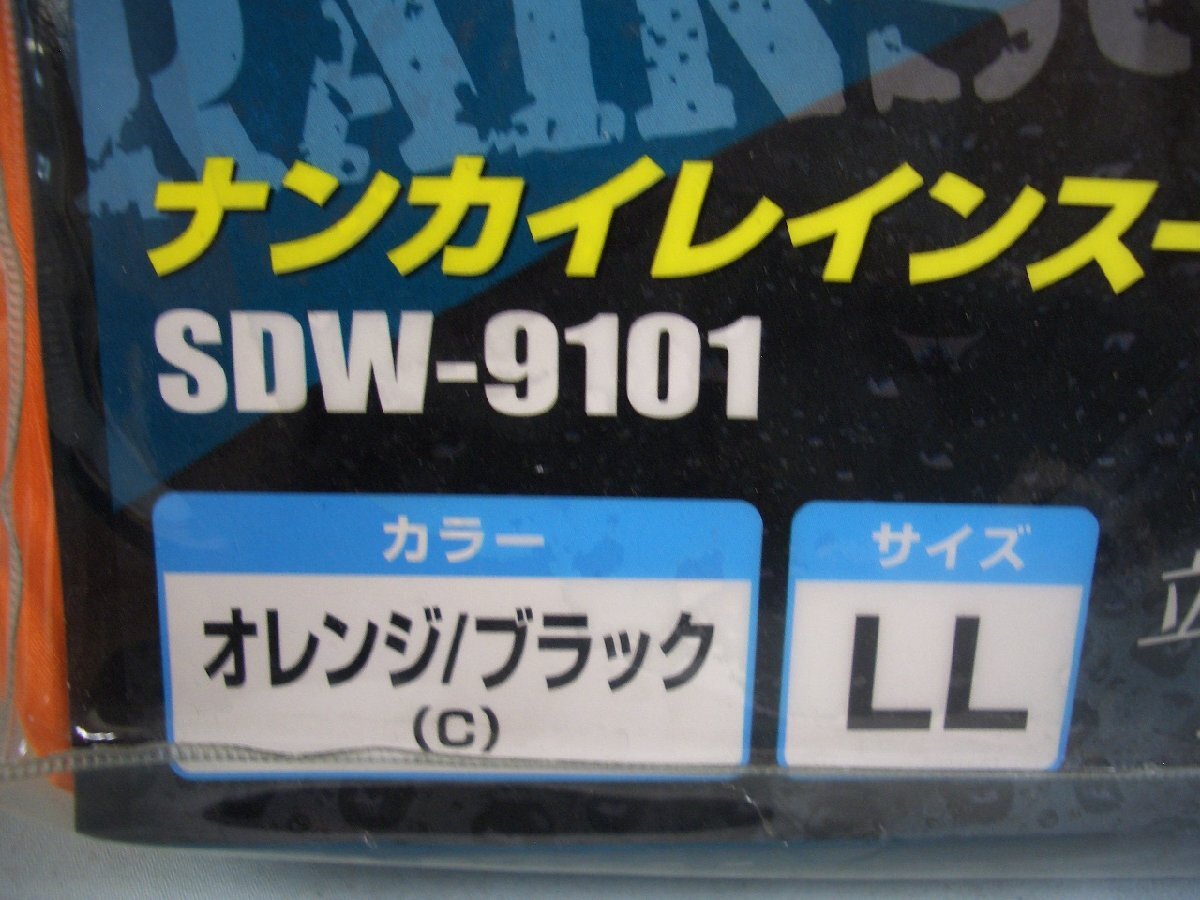 ナンカイレインスー
SDW-9101
カラー
サイズ
オレンジ/ブラック
(C)
LL
立